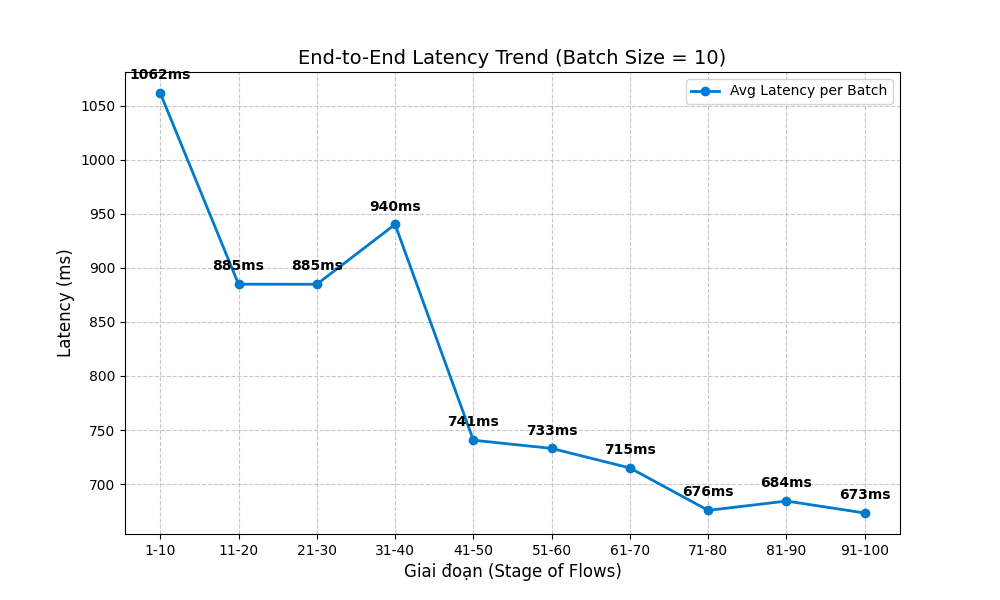 End-to-End Latency Trend (Batch Size = 10)
1062ms
Avg Latency per Batch
1050
1000
950
940ms
900
885ms
885ms
850
800
750
741ms
733ms
715ms
700
676ms
684ms
673ms
Latency (ms)
1-10
11-20
21-30
31-40
41-50
51-60
61-70
71-80
81-90
91-100
Giai đoạn (Stage of Flows)